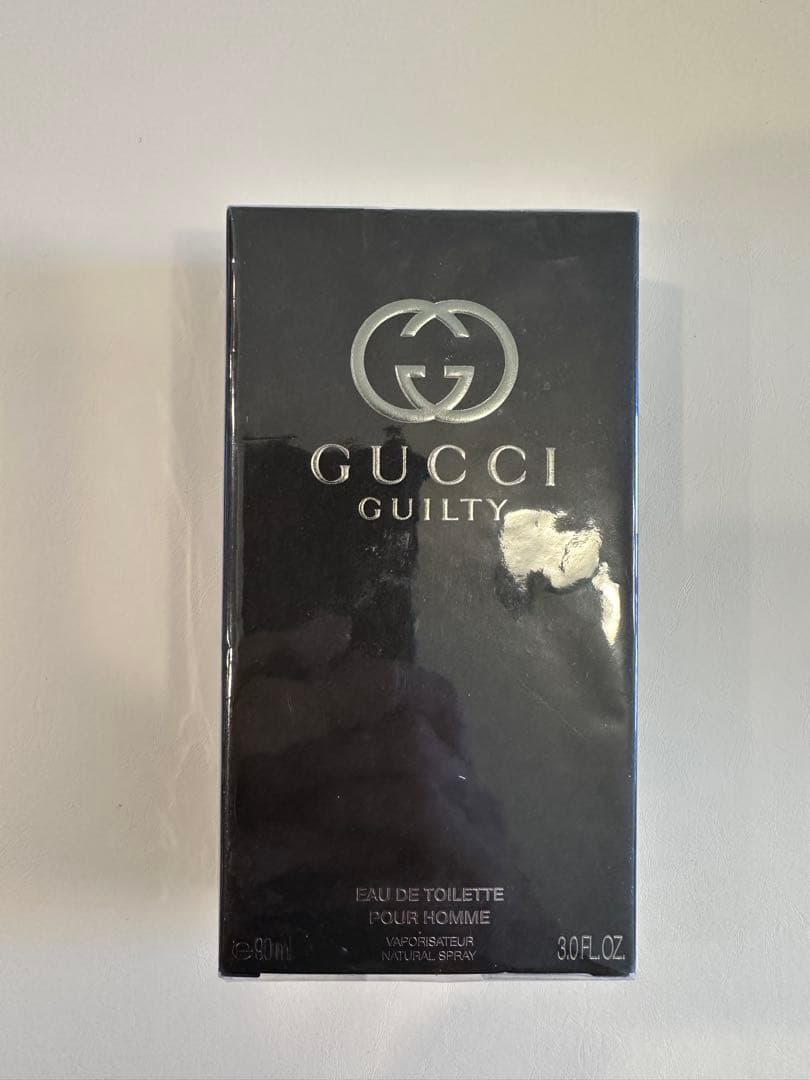 GUCCI
GUILTY
EAU DE TOILETTE
POUR HOMME
VAPORISATEUR
NATURAL SPRAY
℮90ml 3.0 FL. OZ.